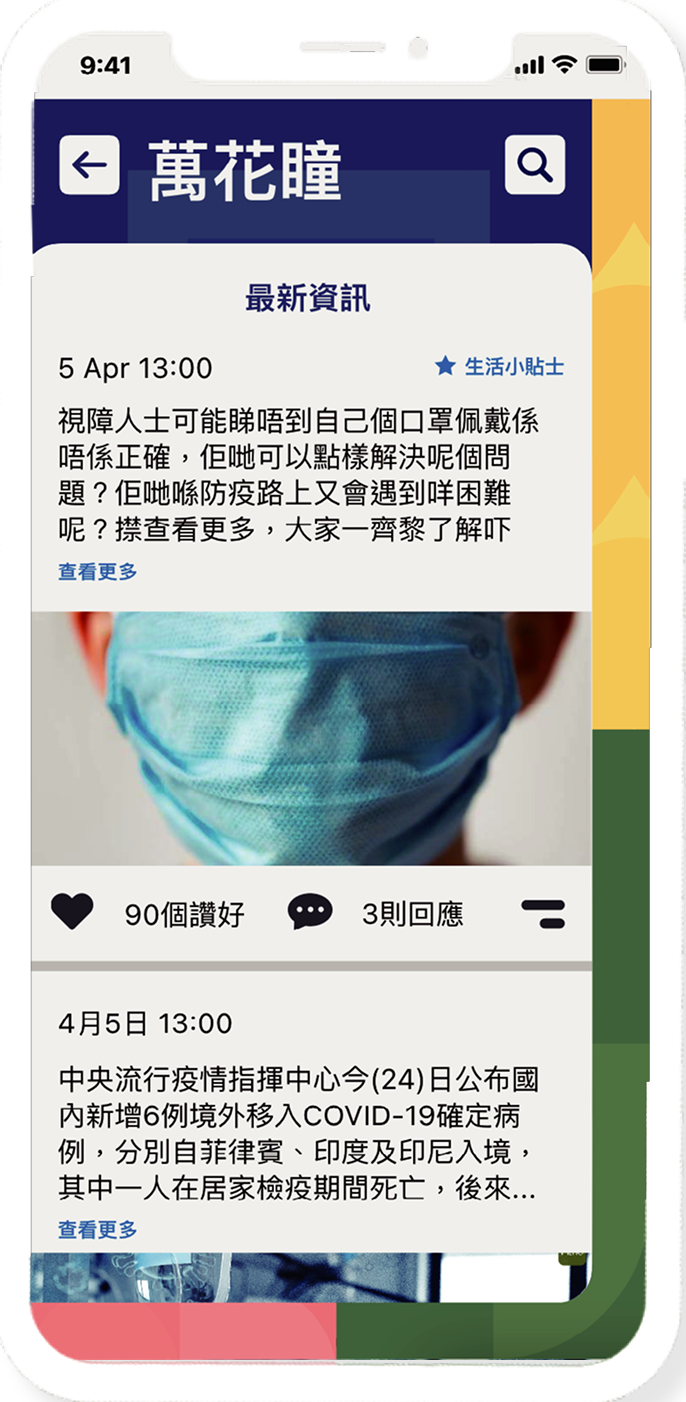 9:41
萬花瞳
最新資訊
5 Apr 13:00
生活小貼士
視障人士可能睇唔到自己個口罩佩戴係
唔係正確，佢哋可以點樣解決呢個問
題？佢哋喺防疫路上又會遇到咩困難
呢？㩒查看更多，大家一齊黎了解吓
查看更多
90個讚好
3則回應
4月5日 13:00
中央流行疫情指揮中心今(24)日公布國
內新增6例境外移入COVID-19確定病
例，分別自菲律賓、印度及印尼入境，
其中一人在居家檢疫期間死亡，後來...
查看更多